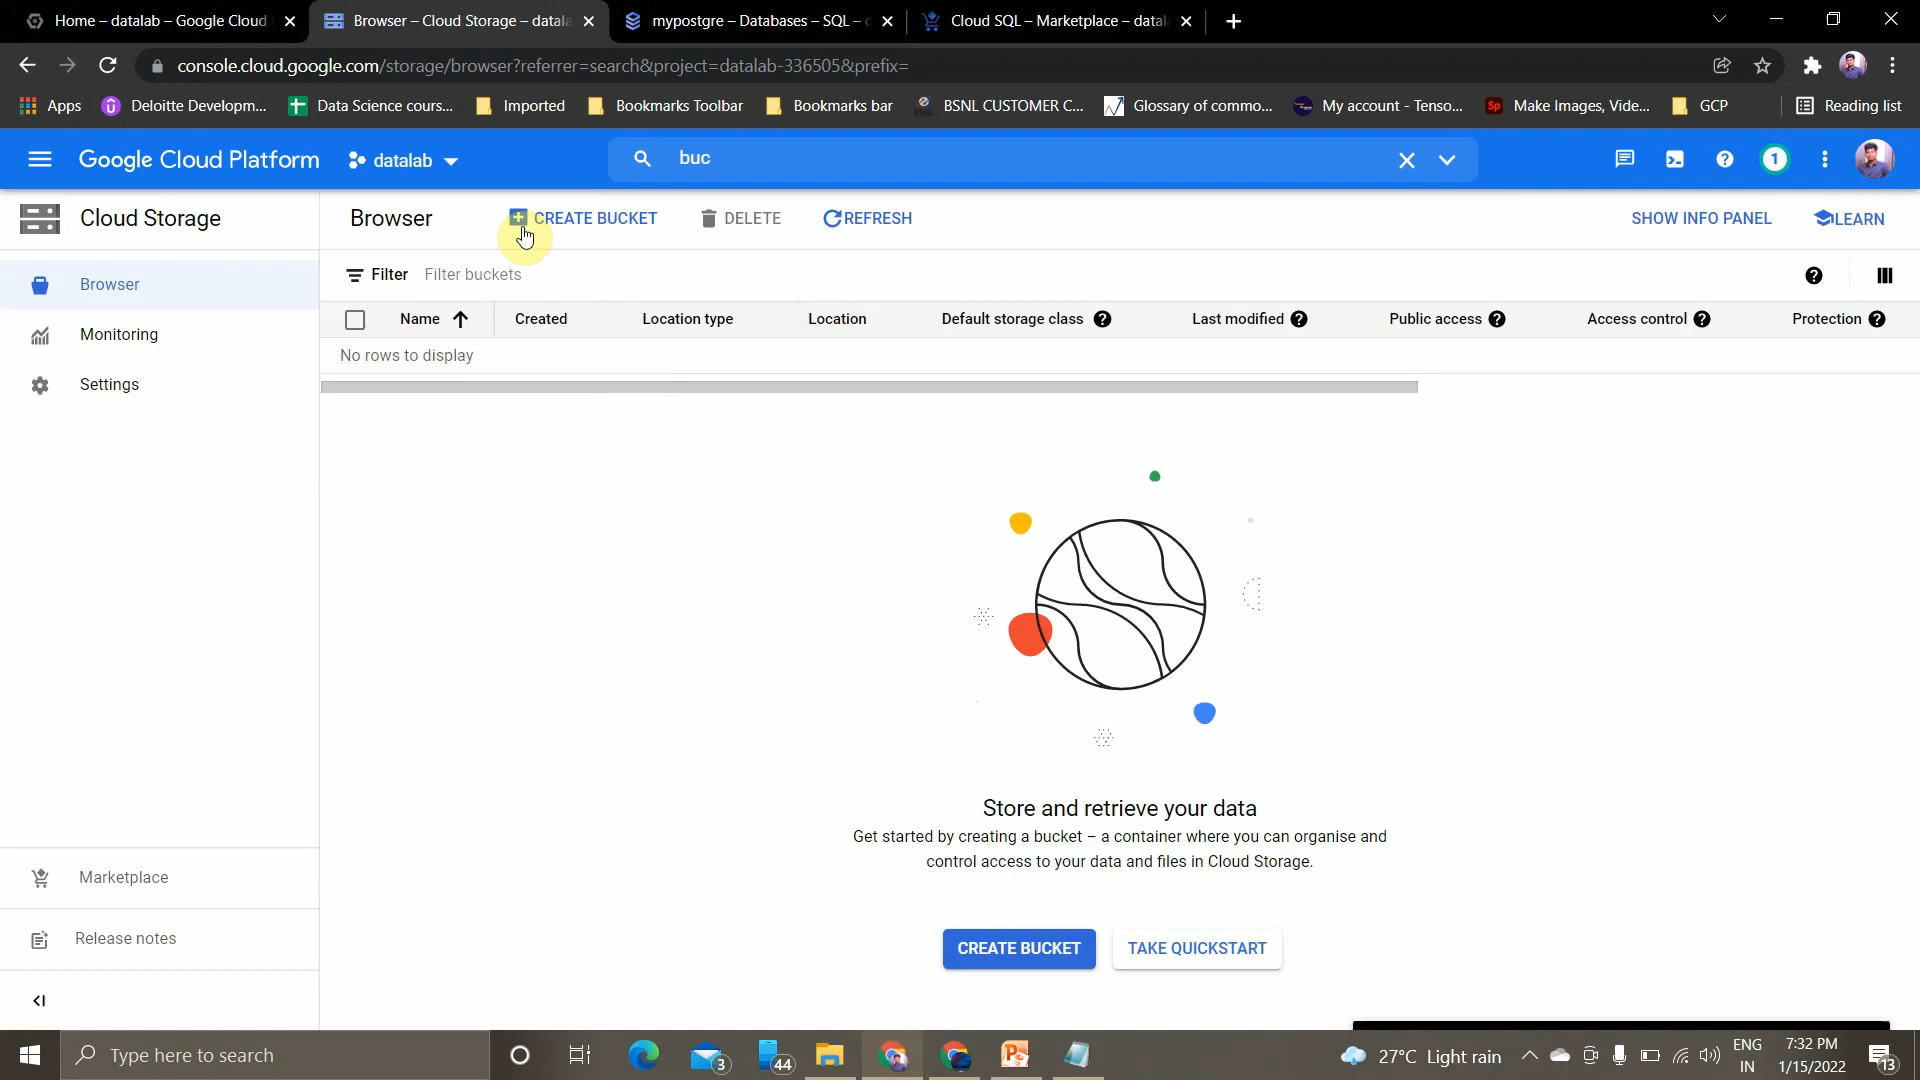 Home – datalab – Google Cloud
Browser – Cloud Storage – datala
mypostgre – Databases – SQL –
Cloud SQL – Marketplace – datal
console.cloud.google.com/storage/browser?referrer=search&project=datalab-336505&prefix=
Apps
Deloitte Developm...
Data Science cours...
Imported
Bookmarks Toolbar
Bookmarks bar
BSNL CUSTOMER C...
Glossary of commo...
My account - Tenso...
Sp
Make Images, Vide...
GCP
Reading list
Google Cloud Platform
datalab
buc
1
Cloud Storage
Browser
CREATE BUCKET
DELETE
REFRESH
SHOW INFO PANEL
LEARN
Browser
Monitoring
Settings
Filter Filter buckets
Name
Created
Location type
Location
Default storage class
Last modified
Public access
Access control
Protection
No rows to display
Store and retrieve your data
Get started by creating a bucket – a container where you can organise and
control access to your data and files in Cloud Storage.
CREATE BUCKET
TAKE QUICKSTART
Marketplace
Release notes
Type here to search
3
44
27°C Light rain
ENG
IN
7:32 PM
1/15/2022
13